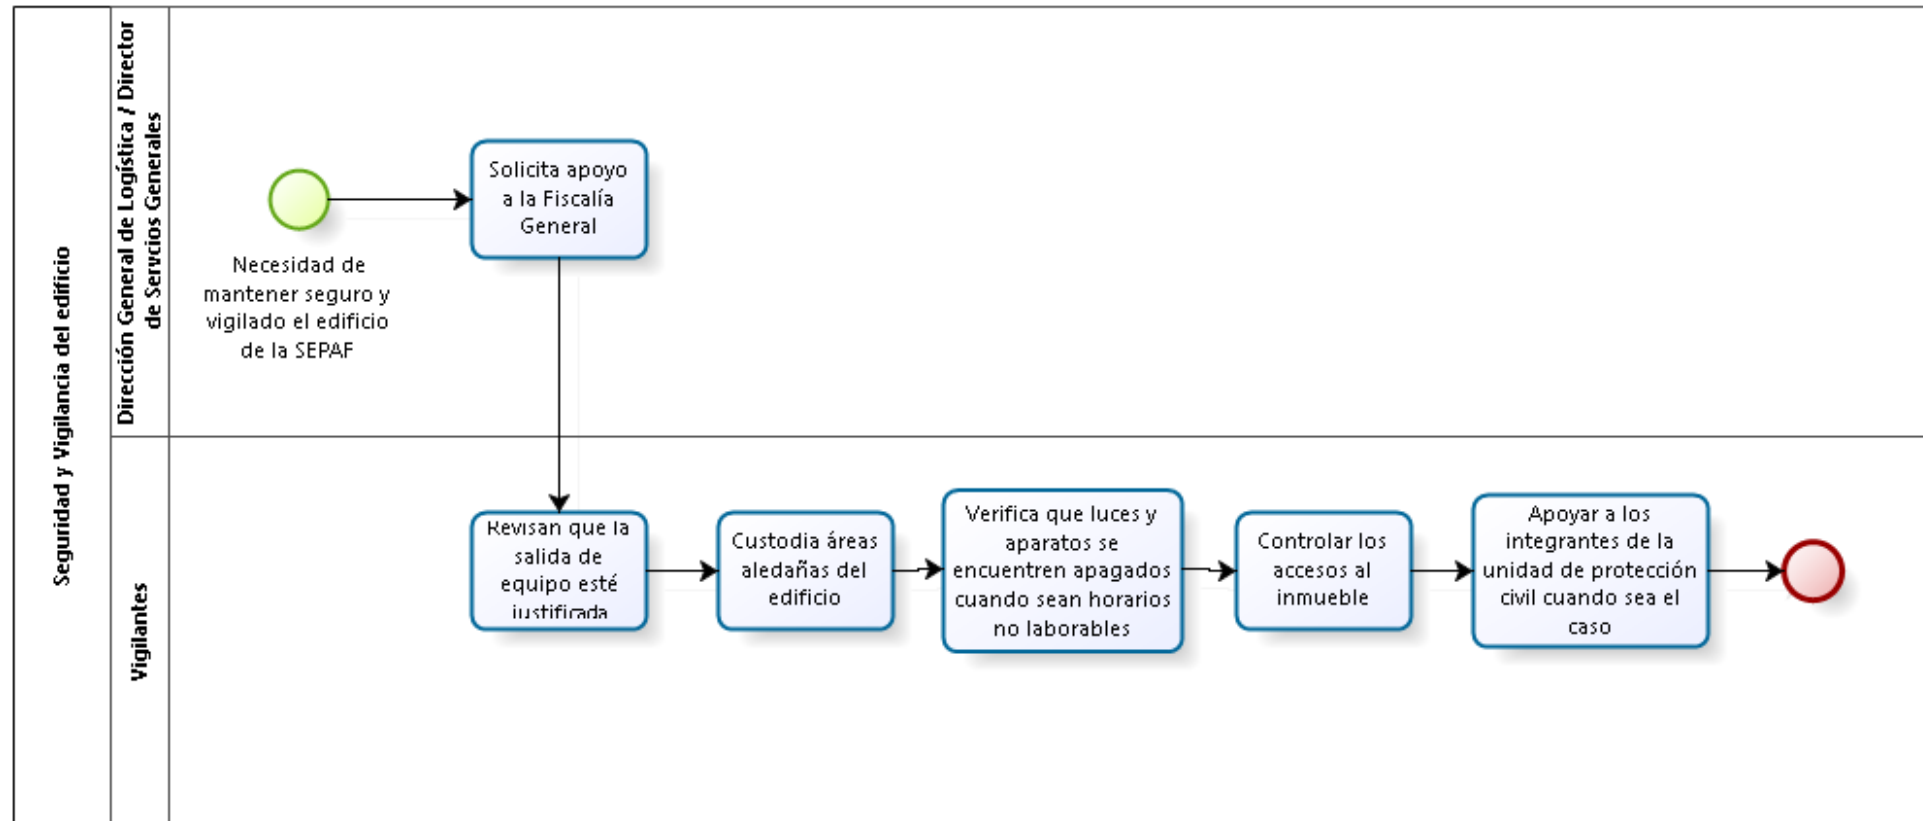 Seguridad y Vigilancia del edificio
Dirección General de Logística / Director
de Servicios Generales
Necesidad de
mantener seguro y
vigilado el edificio
de la SEPAF
Solicita apoyo
a la Fiscalía
General
Vigilantes
Revisan que la
salida de
equipo esté
justificada
Custodia áreas
aledañas del
edificio
Verifica que luces y
aparatos se
encuentren apagados
cuando sean horarios
no laborables
Controlar los
accesos al
inmueble
Apoyar a los
integrantes de la
unidad de protección
civil cuando sea el
caso